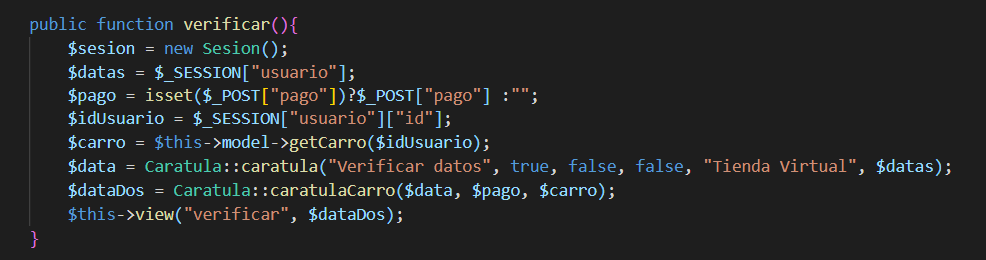 public function verificar(){
$sesion = new Sesion();
$datas = $_SESSION["usuario"];
$pago = isset($_POST["pago"])?$_POST["pago"] :"";
$idUsuario = $_SESSION["usuario"]["id"];
$carro = $this->model->getCarro($idUsuario);
$data = Caratula::caratula("Verificar datos", true, false, false, "Tienda Virtual", $datas);
$dataDos = Caratula::caratulaCarro($data, $pago, $carro);
$this->view("verificar", $dataDos);
}